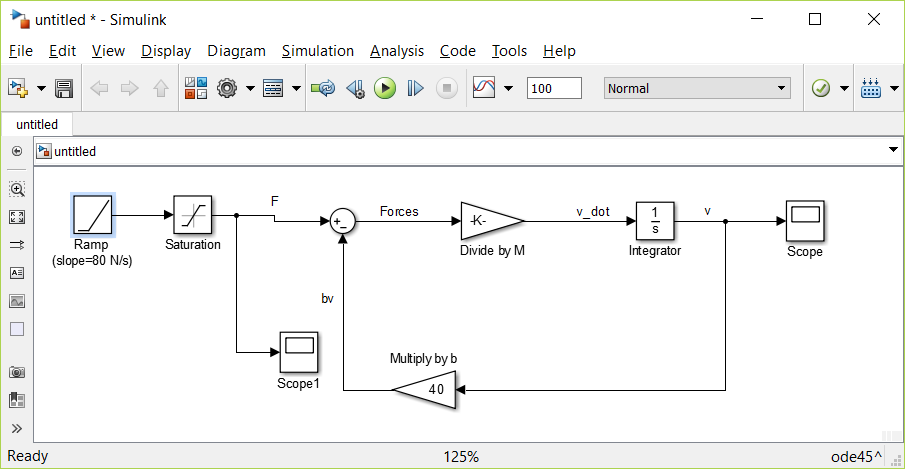 untitled * - Simulink
File Edit View Display Diagram Simulation Analysis Code Tools Help
100 Normal
untitled
untitled
F
Forces
-K-
v_dot
1
s
v
+
−
Ramp
(slope=80 N/s)
Saturation
Divide by M
Integrator
Scope
bv
Scope1
Multiply by b
40
Ready 125% ode45^